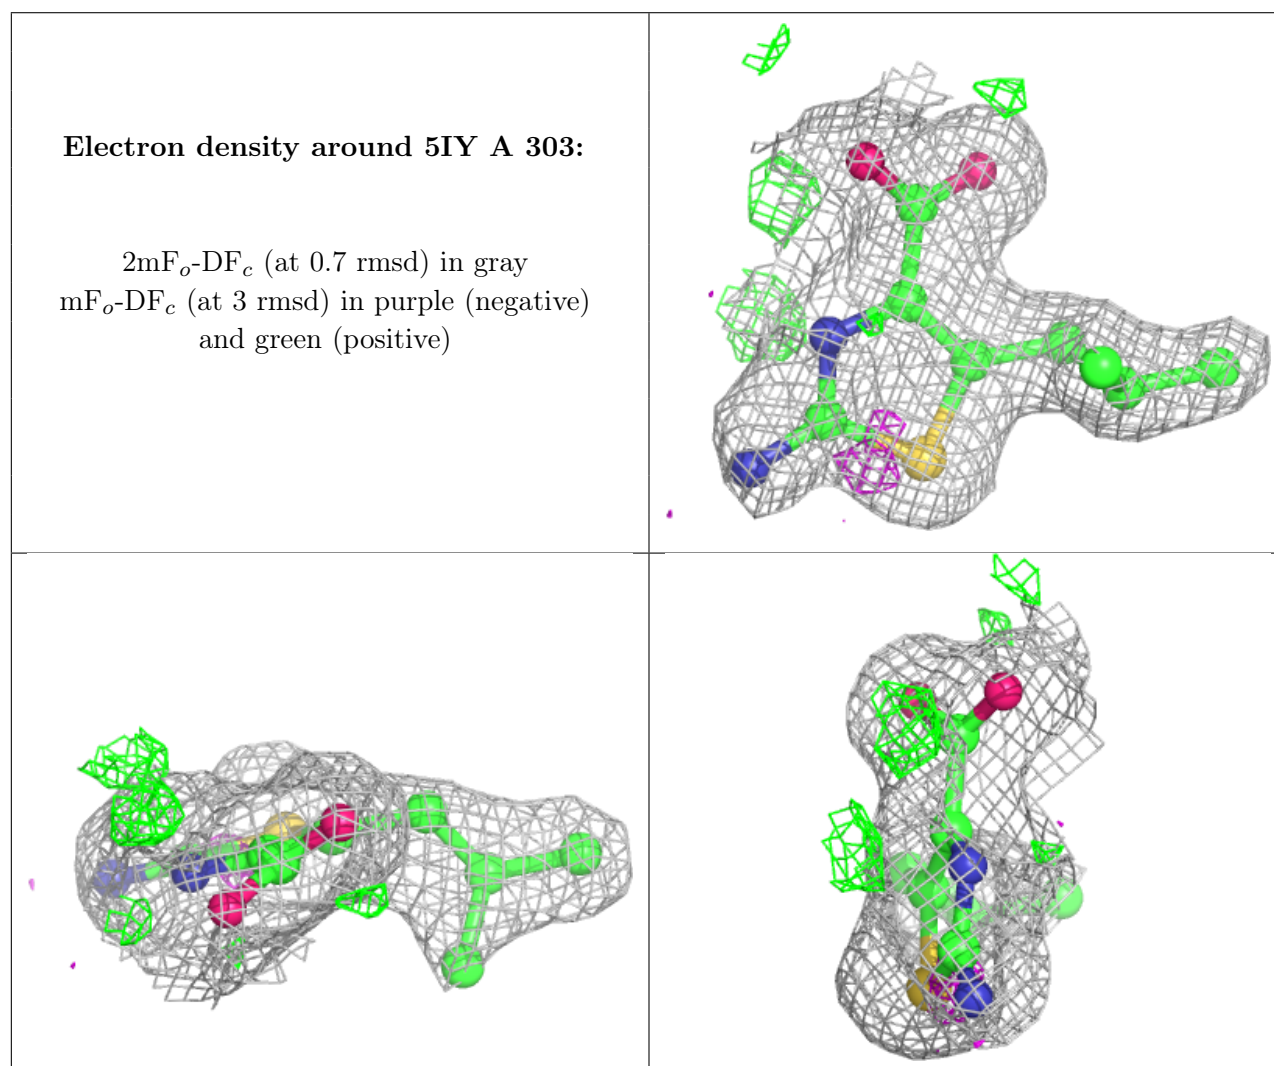 Electron density around 5IY A 303:
2mFo-DFc (at 0.7 rmsd) in gray
mFo-DFc (at 3 rmsd) in purple (negative)
and green (positive)